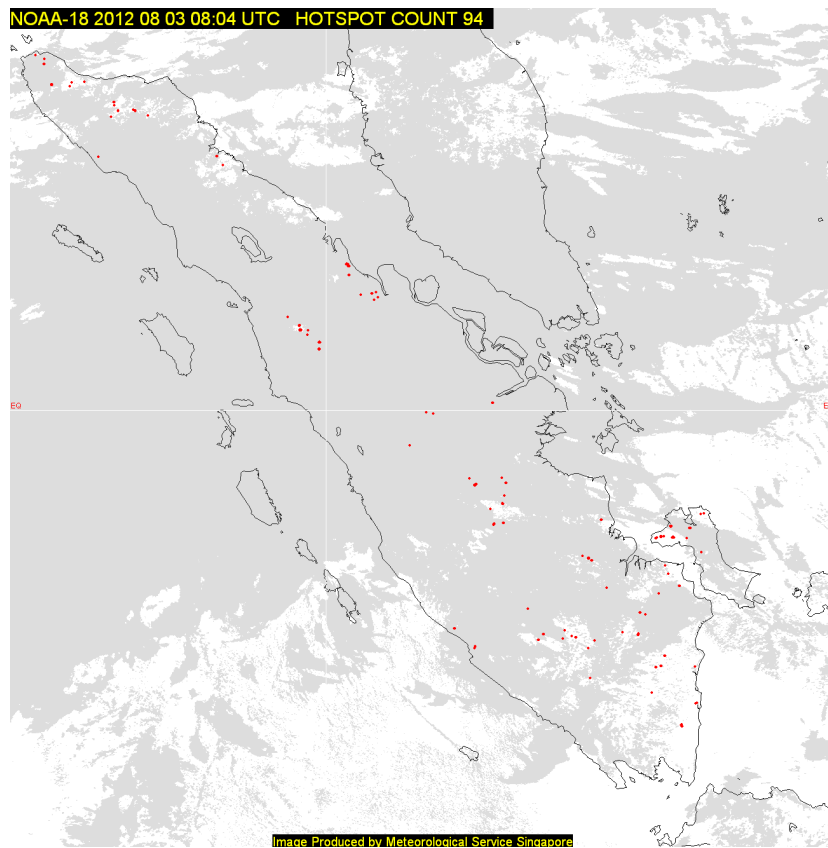 NOAA-18 2012 08 03 08:04 UTC   HOTSPOT COUNT 94
EQ
E
Image Produced by Meteorological Service Singapore